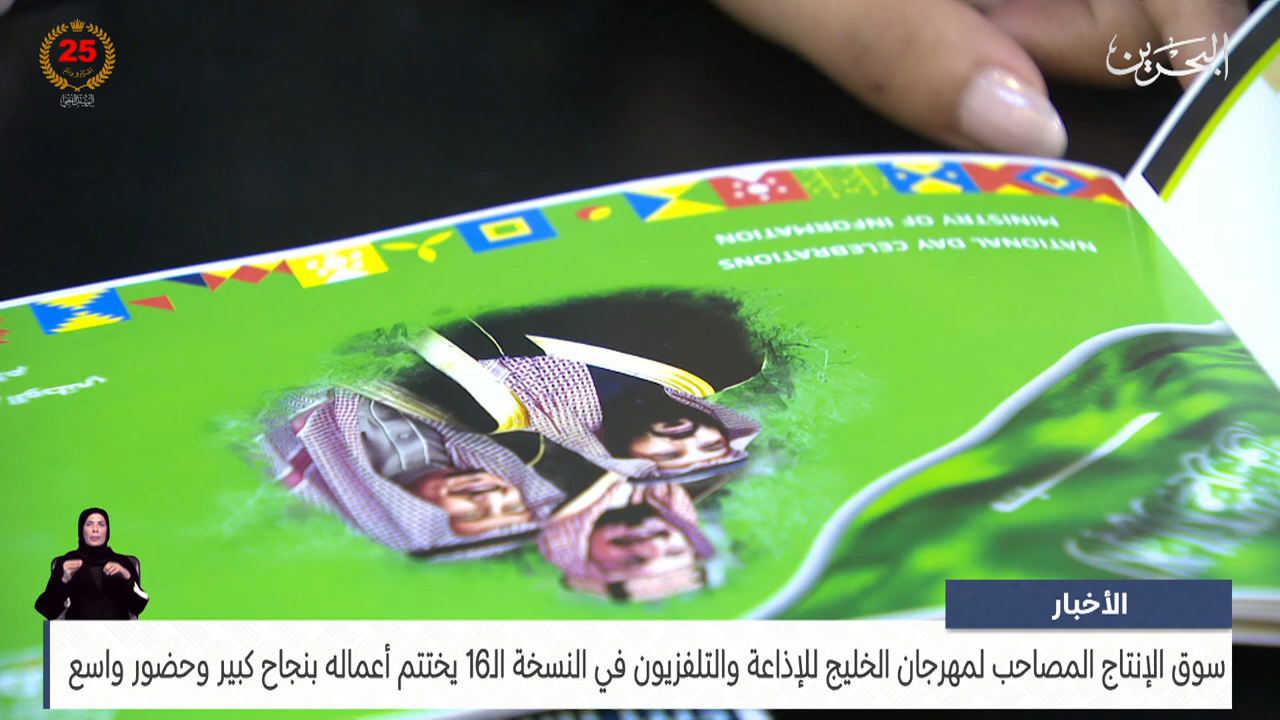 25
البحرين
MINISTRY OF INFORMATION
NATIONAL DAY CELEBRATIONS
الأخبار
سوق الإنتاج المصاحب لمهرجان الخليج للإذاعة والتلفزيون في النسخة الـ16 يختتم أعماله بنجاح كبير وحضور واسع